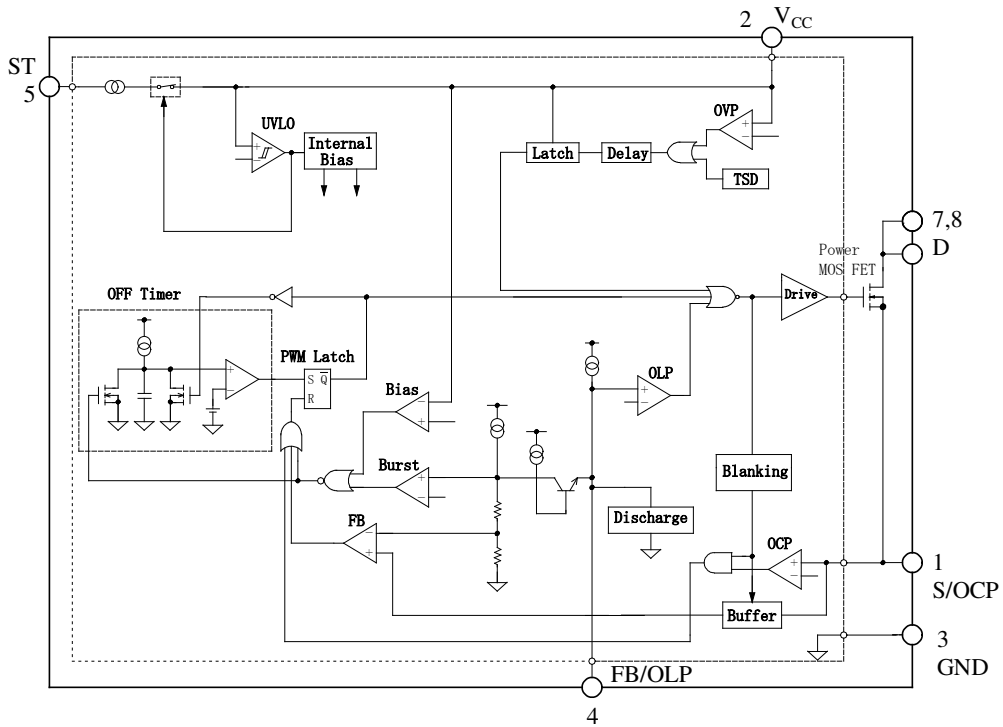 2 VCC
ST
5
UVLO
Internal
Bias
OVP
Latch
Delay
TSD
7,8
D
Power
MOS FET
OFF Timer
Drive
PWM Latch
S Q̅
R
Bias
OLP
Burst
Blanking
FB
Discharge
OCP
1
S/OCP
Buffer
3
GND
FB/OLP
4